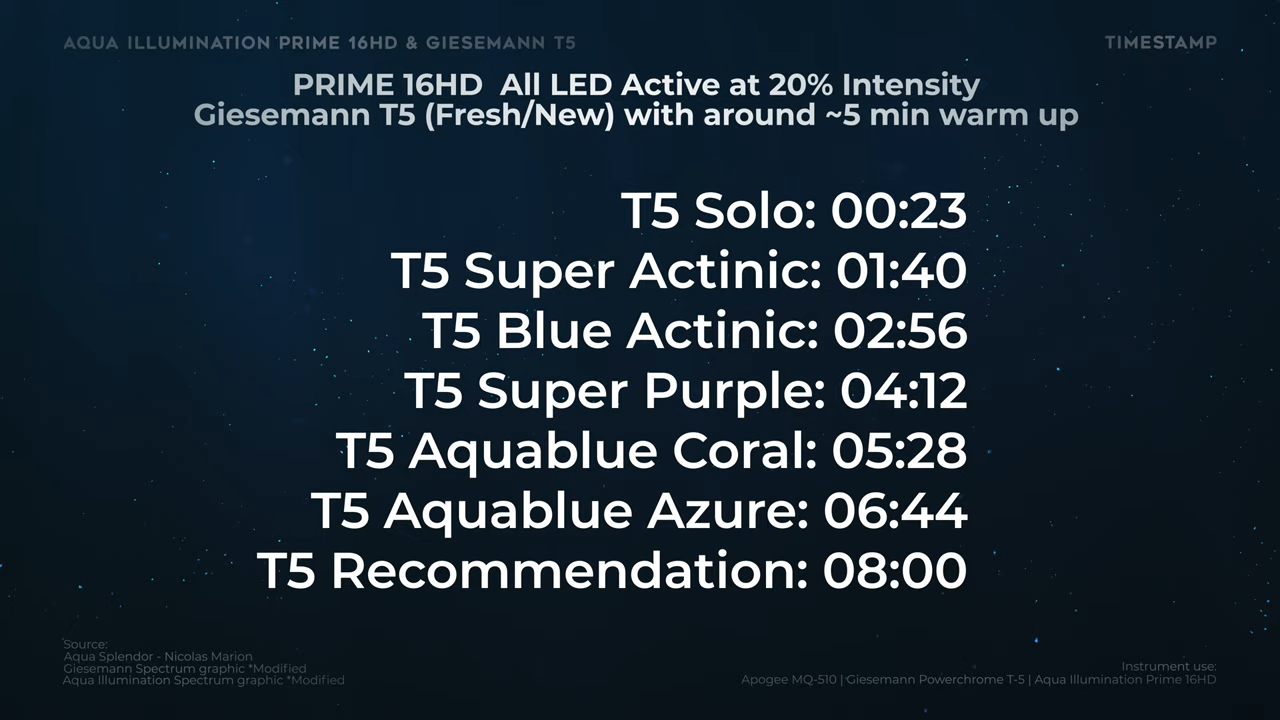 AQUA ILLUMINATION PRIME 16HD & GIESEMANN T5
TIMESTAMP
PRIME 16HD All LED Active at 20% Intensity
Giesemann T5 (Fresh/New) with around ~5 min warm up
T5 Solo: 00:23
T5 Super Actinic: 01:40
T5 Blue Actinic: 02:56
T5 Super Purple: 04:12
T5 Aquablue Coral: 05:28
T5 Aquablue Azure: 06:44
T5 Recommendation: 08:00
Source:
Aqua Splendor - Nicolas Marion
Giesemann Spectrum graphic *Modified
Aqua Illumination Spectrum graphic *Modified
Instrument use:
Apogee MQ-510 | Giesemann Powerchrome T-5 | Aqua Illumination Prime 16HD